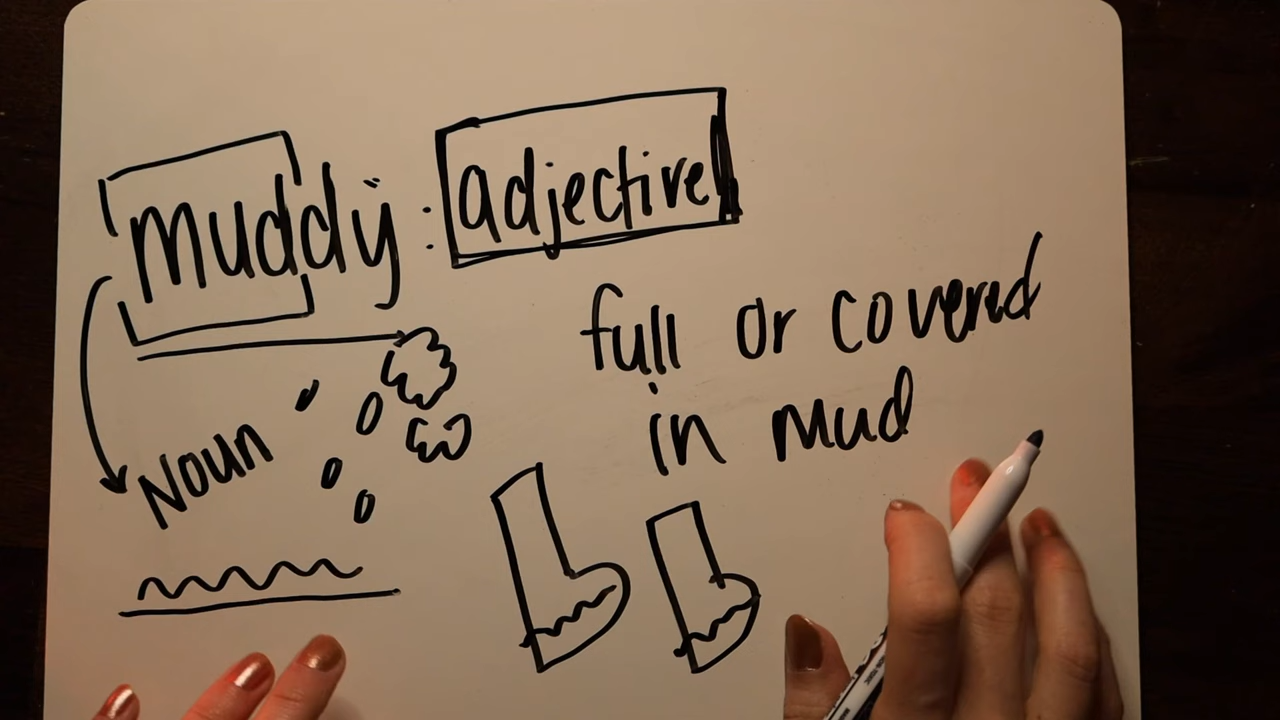 muddy : adjective
full or covered
in mud
Noun